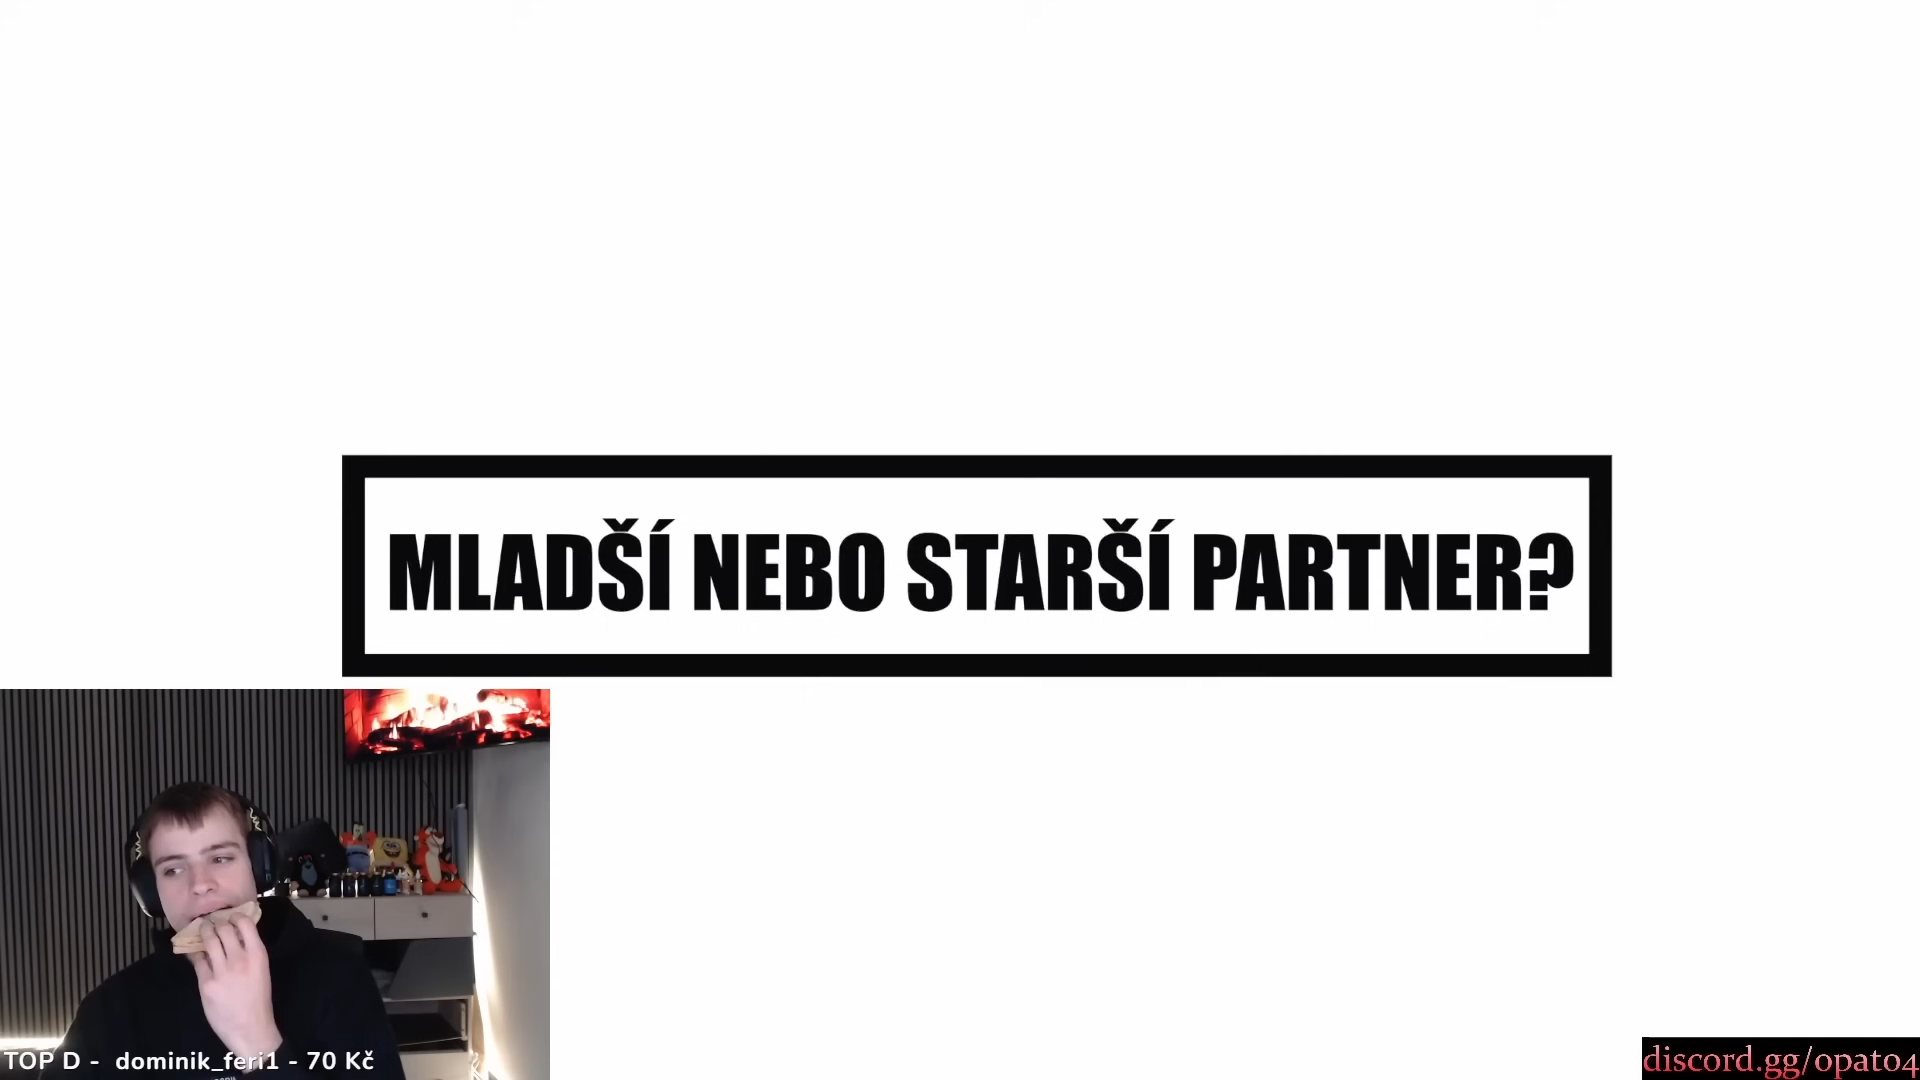 MLADŠÍ NEBO STARŠÍ PARTNER?
TOP D - dominik_feri1 - 70 Kč
discord.gg/opato4